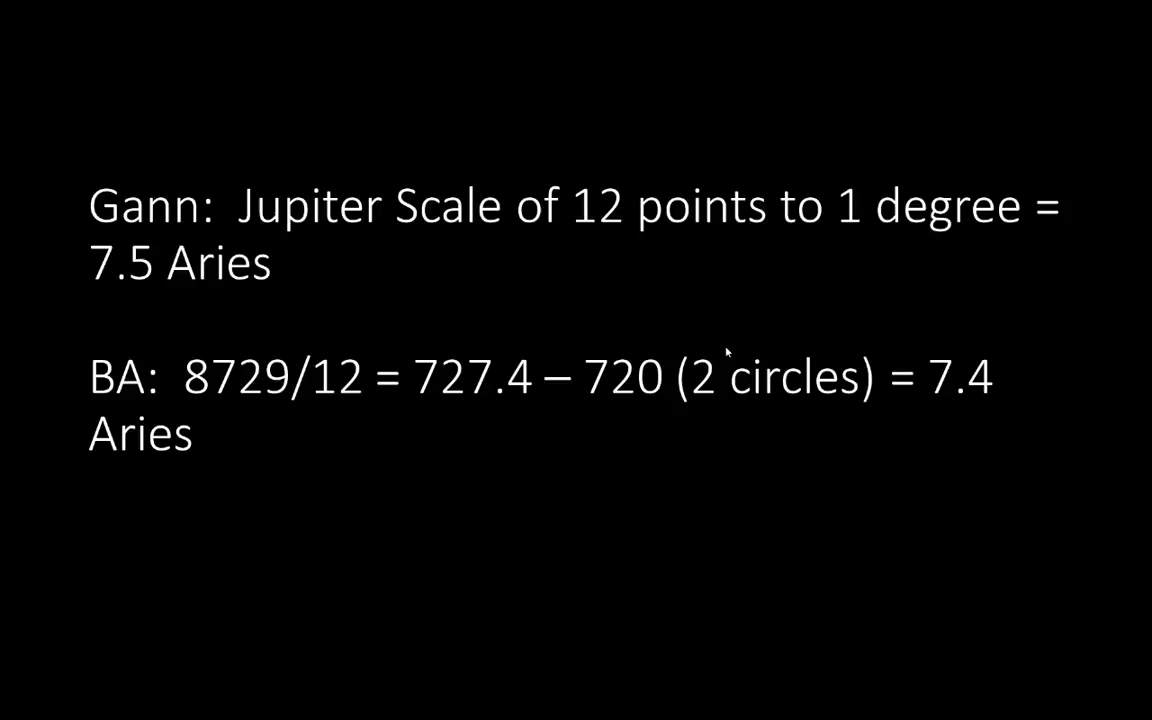 Gann:  Jupiter Scale of 12 points to 1 degree =
7.5 Aries
BA:  8729/12 = 727.4 – 720 (2 circles) = 7.4
Aries